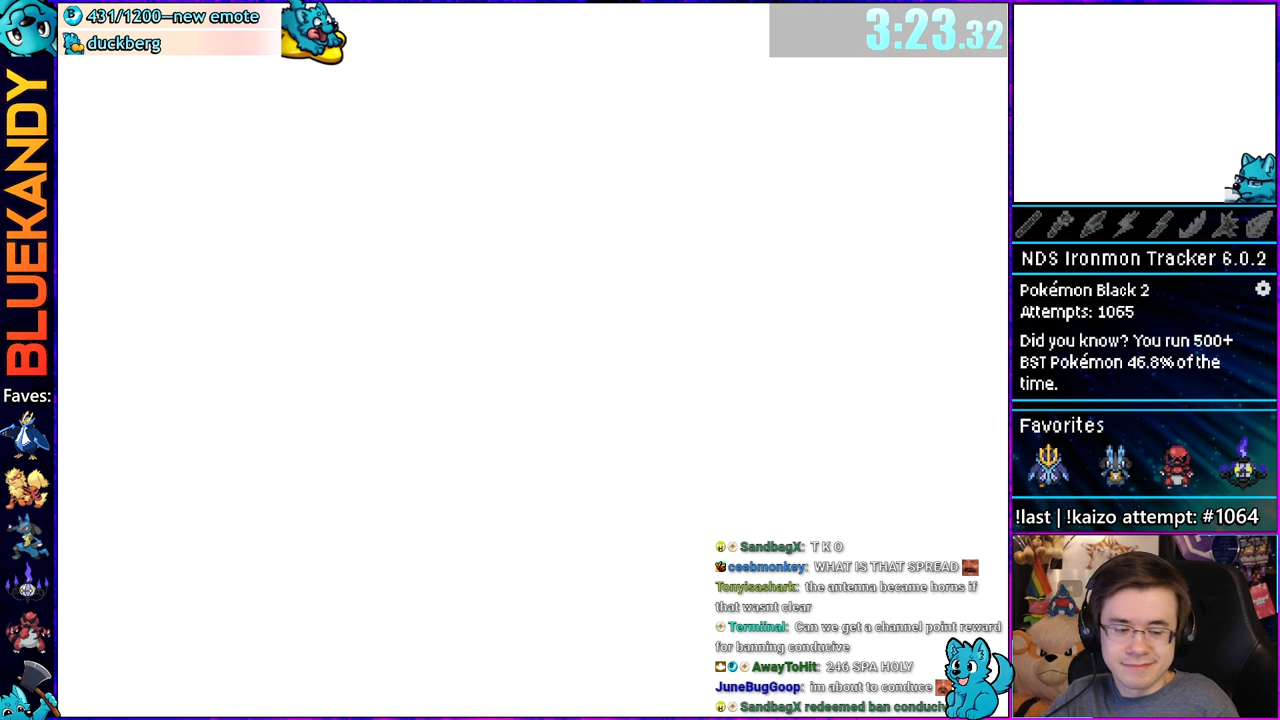 431/1200-new emote
duckberg
3:23.32
BLUEKANDY
Faves:
NDS Ironmon Tracker 6.0.2
Pokémon Black 2
Attempts: 1065
Did you know? You run 500+
BST Pokémon 46.8% of the
time.
Favorites
!last | !kaizo attempt: #1064
SandbagX: T K O
ceebmonkey: WHAT IS THAT SPREAD
Tonyisashark: the antenna became horns if
that wasnt clear
Termiinal: Can we get a channel point reward
for banning conducive
AwayToHit: 246 SPA HOLY
JuneBugGoop: im about to conduce
SandbagX redeemed ban conduciv